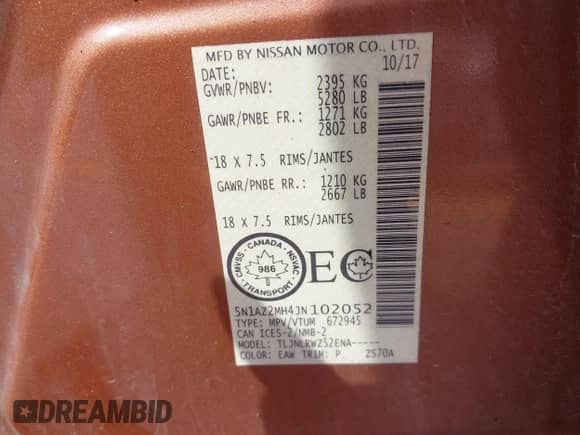 MFD BY NISSAN MOTOR CO., LTD.
DATE: 10/17
GVWR/PNBV: 2395 KG
5280 LB
GAWR/PNBE FR.: 1271 KG
2802 LB
18 X 7.5 RIMS/JANTES
GAWR/PNBE RR.: 1210 KG
2667 LB
18 X 7.5 RIMS/JANTES
CMVSS · CANADA · NSVAC
986
TRANSPORT
EC
5N1AZ2MH4JN102052
TYPE: MPV/VTUM 672945
CAN ICES-2/NMB-2
MODEL: TLJNLRWZ52ENA-----
COLOR: EAW TRIM: P ZS70A
DREAMBID